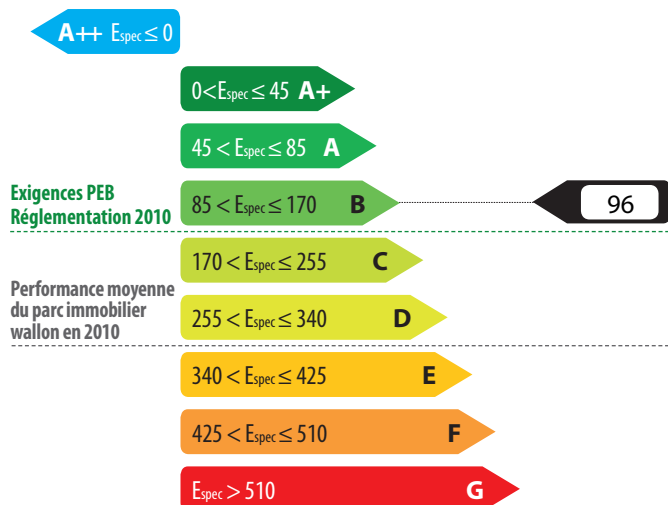 A++ Espec ≤ 0
0<Espec ≤ 45 A+
45 < Espec ≤ 85 A
Exigences PEB
Réglementation 2010
85 < Espec ≤ 170 B
96
170 < Espec ≤ 255 C
Performance moyenne
du parc immobilier
wallon en 2010
255 < Espec ≤ 340 D
340 < Espec ≤ 425 E
425 < Espec ≤ 510 F
Espec > 510 G